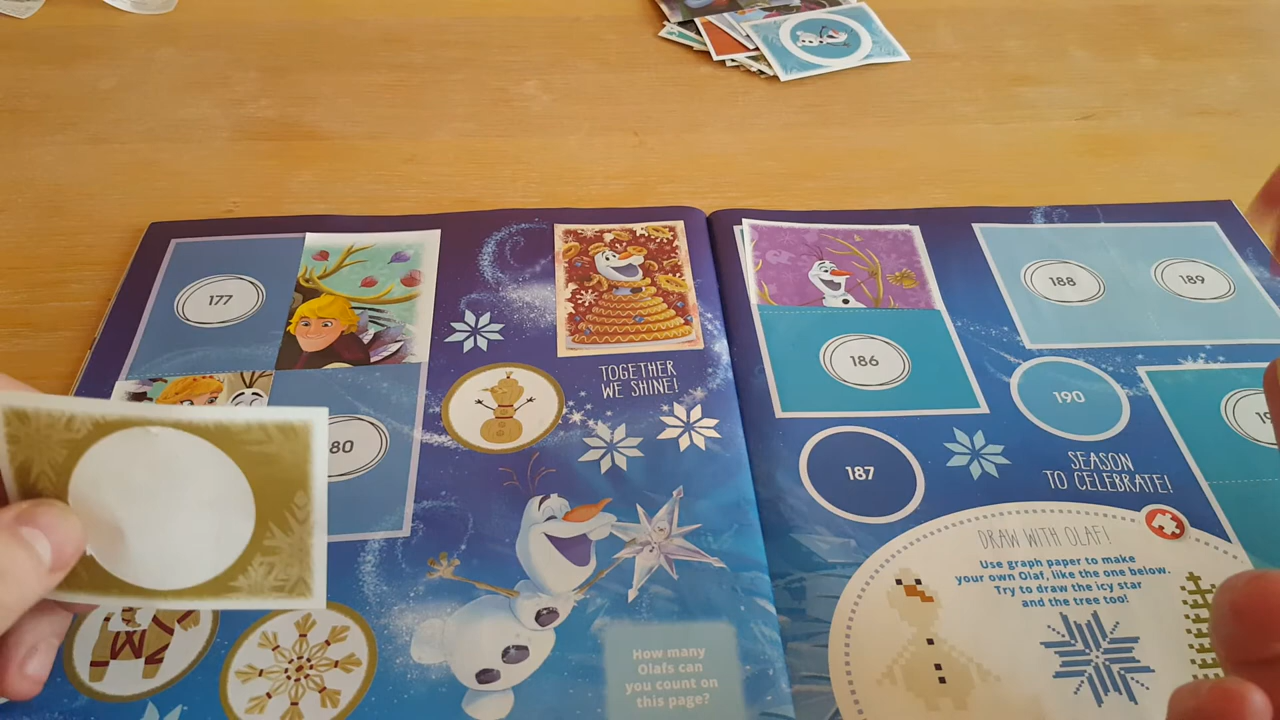 177
80
TOGETHER
WE SHINE!
How many
Olafs can
you count on
this page?
186
187
188
189
190
SEASON
TO CELEBRATE!
DRAW WITH OLAF!
Use graph paper to make
your own Olaf, like the one below.
Try to draw the icy star
and the tree too!